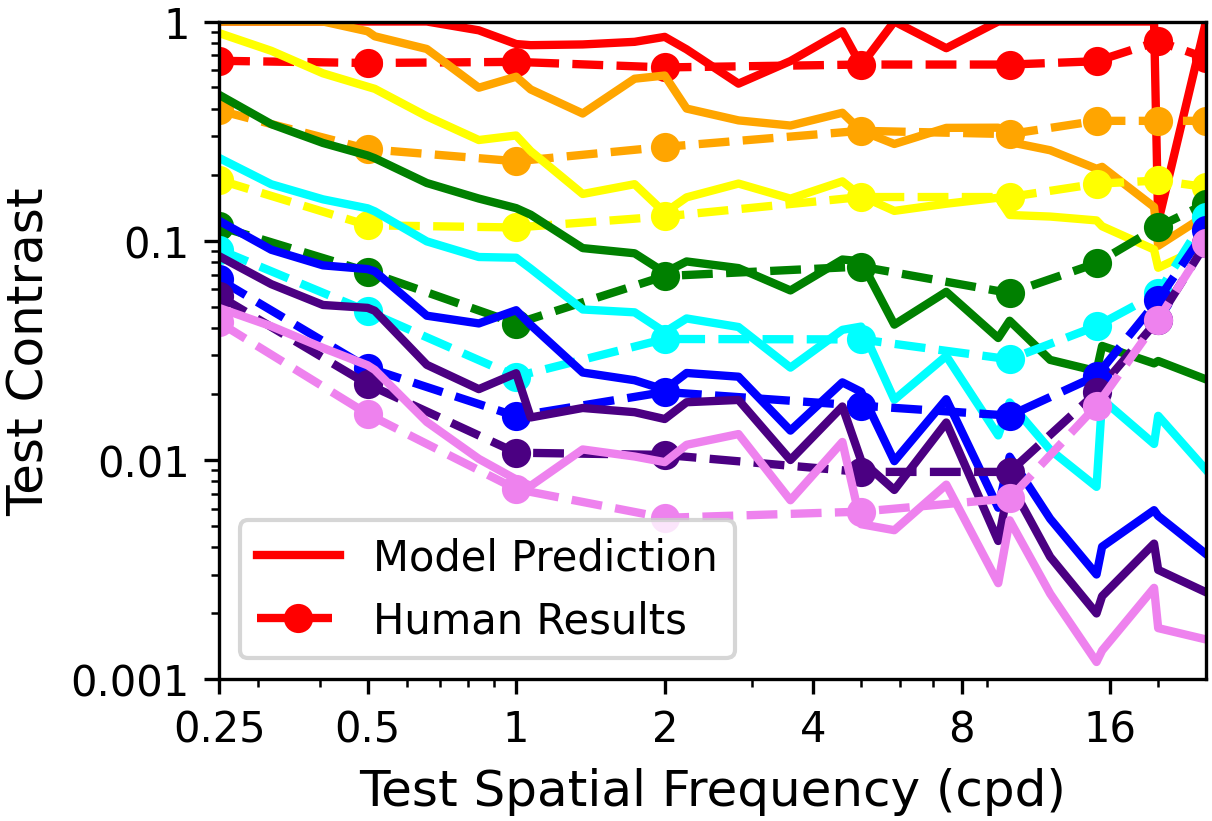 1
0.1
0.01
0.001
Test Contrast
Model Prediction
Human Results
0.25 0.5 1 2 4 8 16
Test Spatial Frequency (cpd)